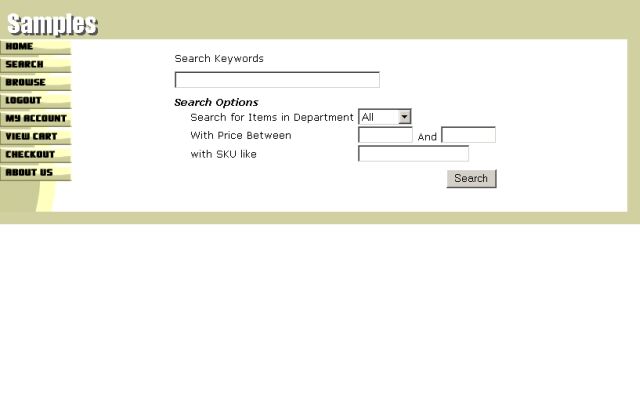 Samples
HOME
SEARCH
BROWSE
LOGOUT
MY ACCOUNT
VIEW CART
CHECKOUT
ABOUT US
Search Keywords
Search Options
Search for Items in Department All
With Price Between And
with SKU like
Search